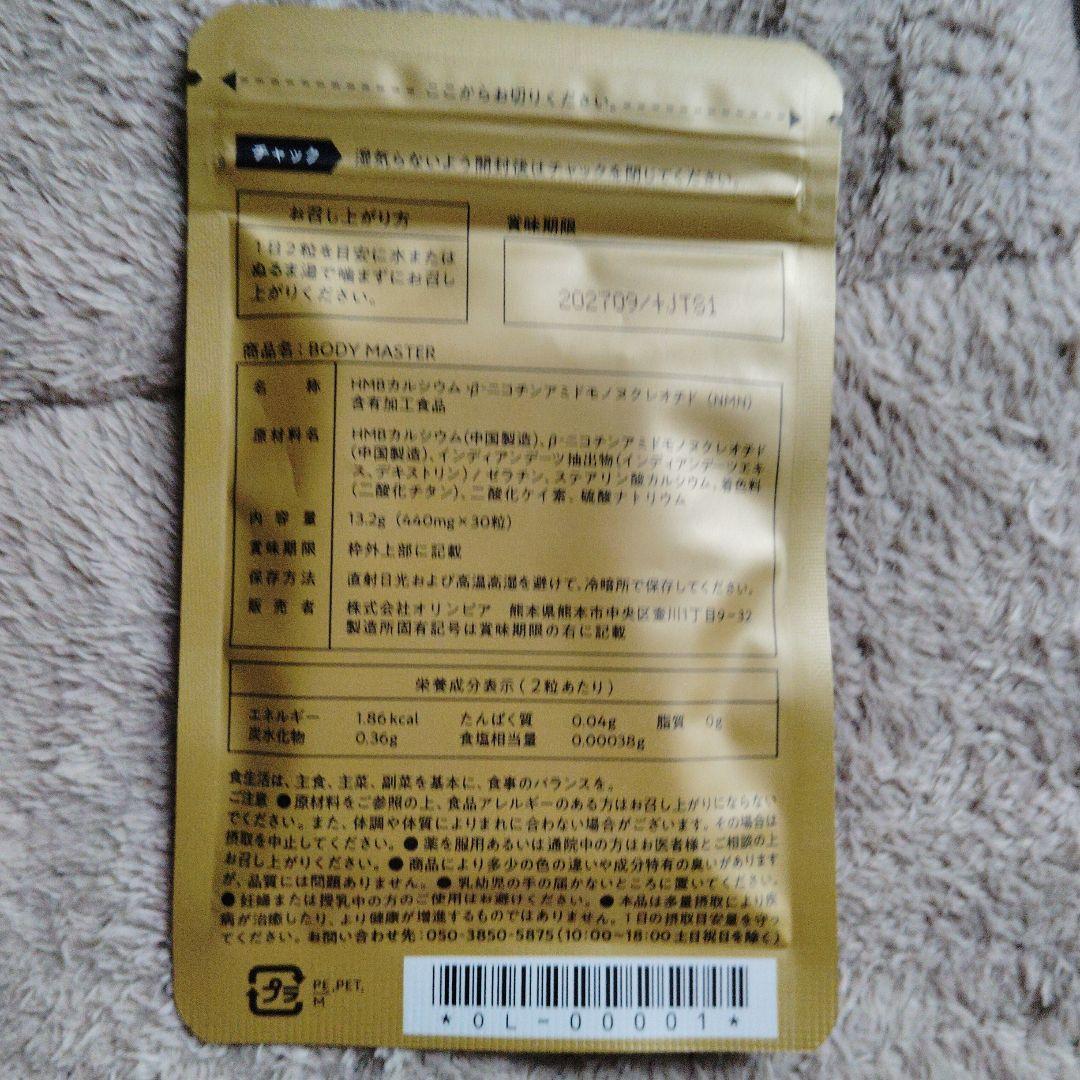 ここからお切りください。
チャック 湿気らないよう開封後はチャックを閉じてください。
お召し上がり方
1日2粒を目安に水または
ぬるま湯で噛まずにお召し
上がりください。
賞味期限
202709/+JTS1
商品名：BODY MASTER
名称 HMBカルシウム・β-ニコチンアミドモノヌクレオチド（NMN）
含有加工食品
原材料名 HMBカルシウム（中国製造）、β-ニコチンアミドモノヌクレオチド
（中国製造）、インディアンデーツ抽出物（インディアンデーツエキ
ス、デキストリン）/ ゼラチン、ステアリン酸カルシウム、着色料
（二酸化チタン）、二酸化ケイ素、硫酸ナトリウム
内容量 13.2g（440mg×30粒）
賞味期限 枠外上部に記載
保存方法 直射日光および高温高湿を避けて、冷暗所で保存してください。
販売者 株式会社オリンピア 熊本県熊本市中央区 川1丁目9-32
製造所固有記号は賞味期限の右に記載
栄養成分表示（2粒あたり）
エネルギー 1.86kcal たんぱく質 0.04g 脂質 0g
炭水化物 0.36g 食塩相当量 0.00038g
食生活は、主食、主菜、副菜を基本に、食事のバランスを。
ご注意 ●原材料をご参照の上、食品アレルギーのある方はお召し上がりにならない
でください。また、体調や体質によりまれに合わない場合がございます。その場合は
摂取を中止してください。●薬を服用あるいは通院中の方はお医者様とご相談の上
お召し上がりください。●商品により多少の色の違いや成分特有の臭いがあります
が、品質には問題ありません。●乳幼児の手の届かないところに置いてください。
●妊婦または授乳中の方のご使用はお避けください。●本品は多量摂取により疾
病が治癒したり、より健康が増進するものではありません。1日の摂取目安量を守っ
てください。お問い合わせ先：050-3850-5875（10:00~18:00土日祝日を除く）
プラ PE,PET,
M
*OL-00001*